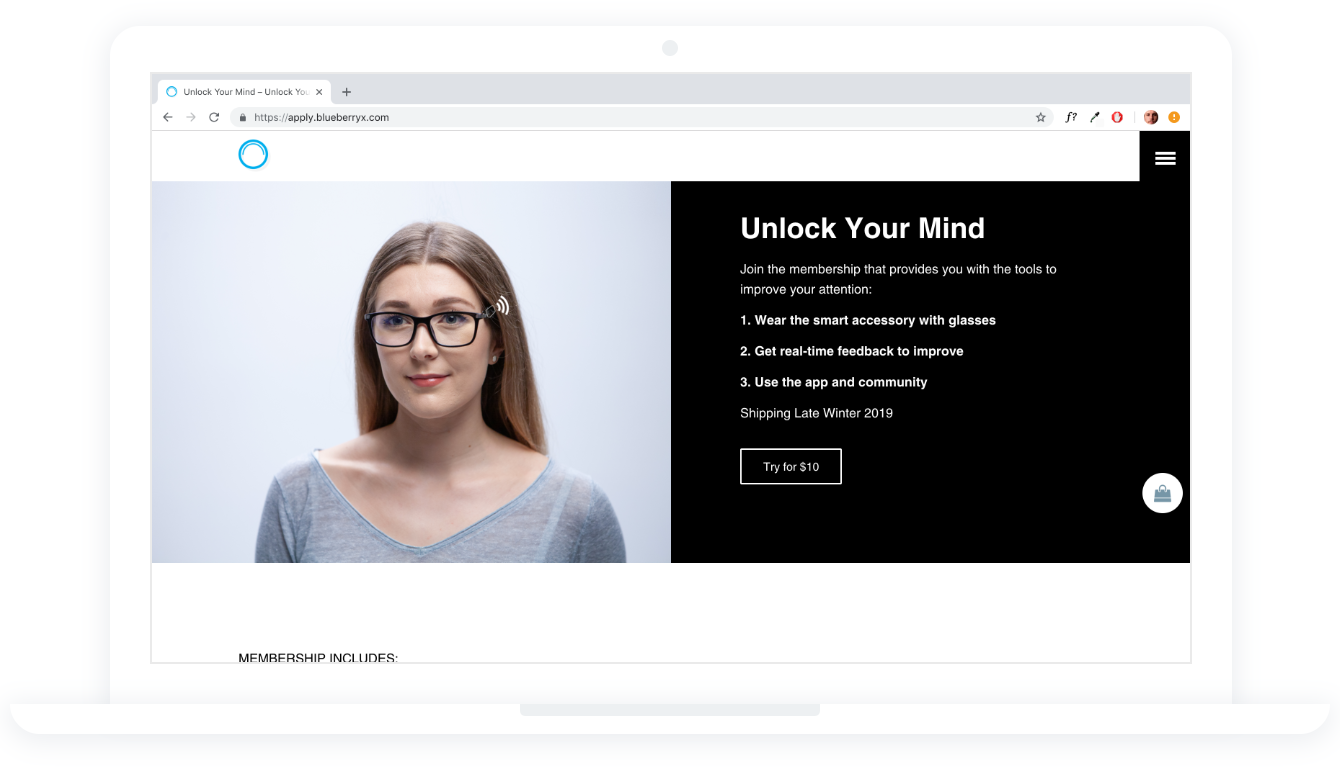 Unlock Your Mind – Unlock You
https://apply.blueberryx.com
f?
Unlock Your Mind
Join the membership that provides you with the tools to
improve your attention:
1. Wear the smart accessory with glasses
2. Get real-time feedback to improve
3. Use the app and community
Shipping Late Winter 2019
Try for $10
MEMBERSHIP INCLUDES: